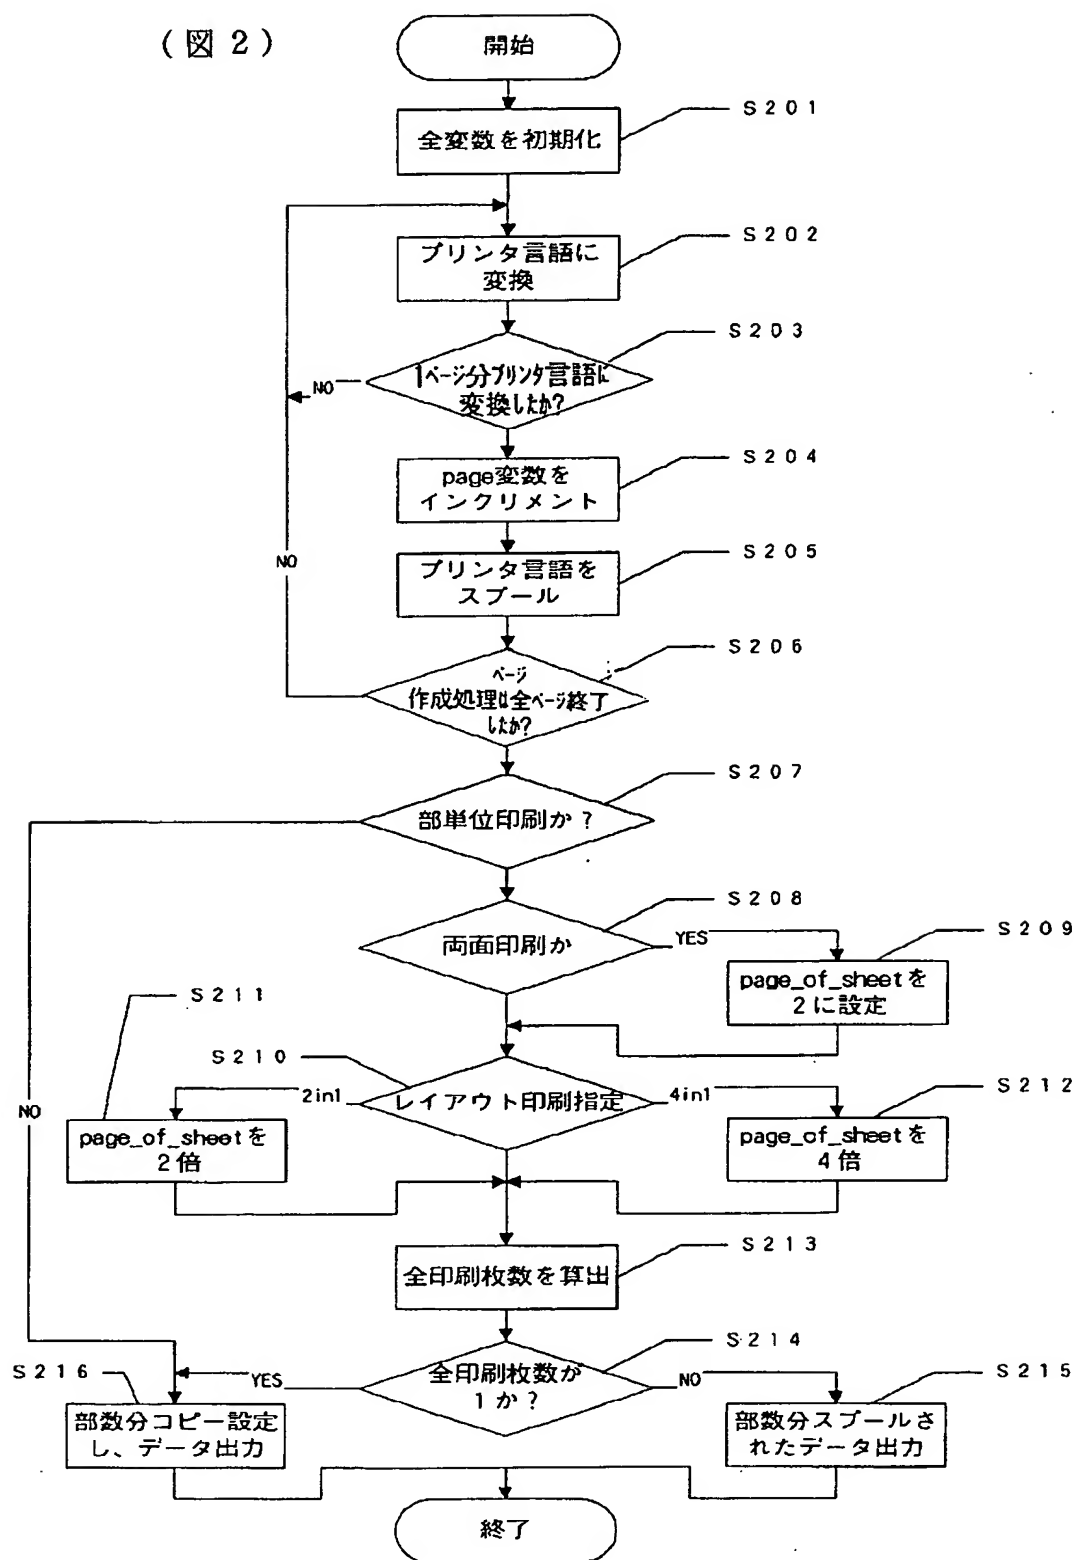 (図 2)
開始
S201
全変数を初期化
S202
プリンタ言語に
変換
S203
1ページ分プリンタ言語に
変換したか?
NO
S204
page変数を
インクリメント
S205
プリンタ言語を
スプール
NO
S206
ページ
作成処理は全ページ終了
したか?
S207
部単位印刷か?
S208
両面印刷か
YES
S209
page_of_sheetを
2に設定
S211
S210
2in1
レイアウト印刷指定
4in1
S212
NO
page_of_sheetを
2倍
page_of_sheetを
4倍
S213
全印刷枚数を算出
S214
S216
YES
全印刷枚数が
1か?
NO
S215
部数分コピー設定
し、データ出力
部数分スプールさ
れたデータ出力
終了